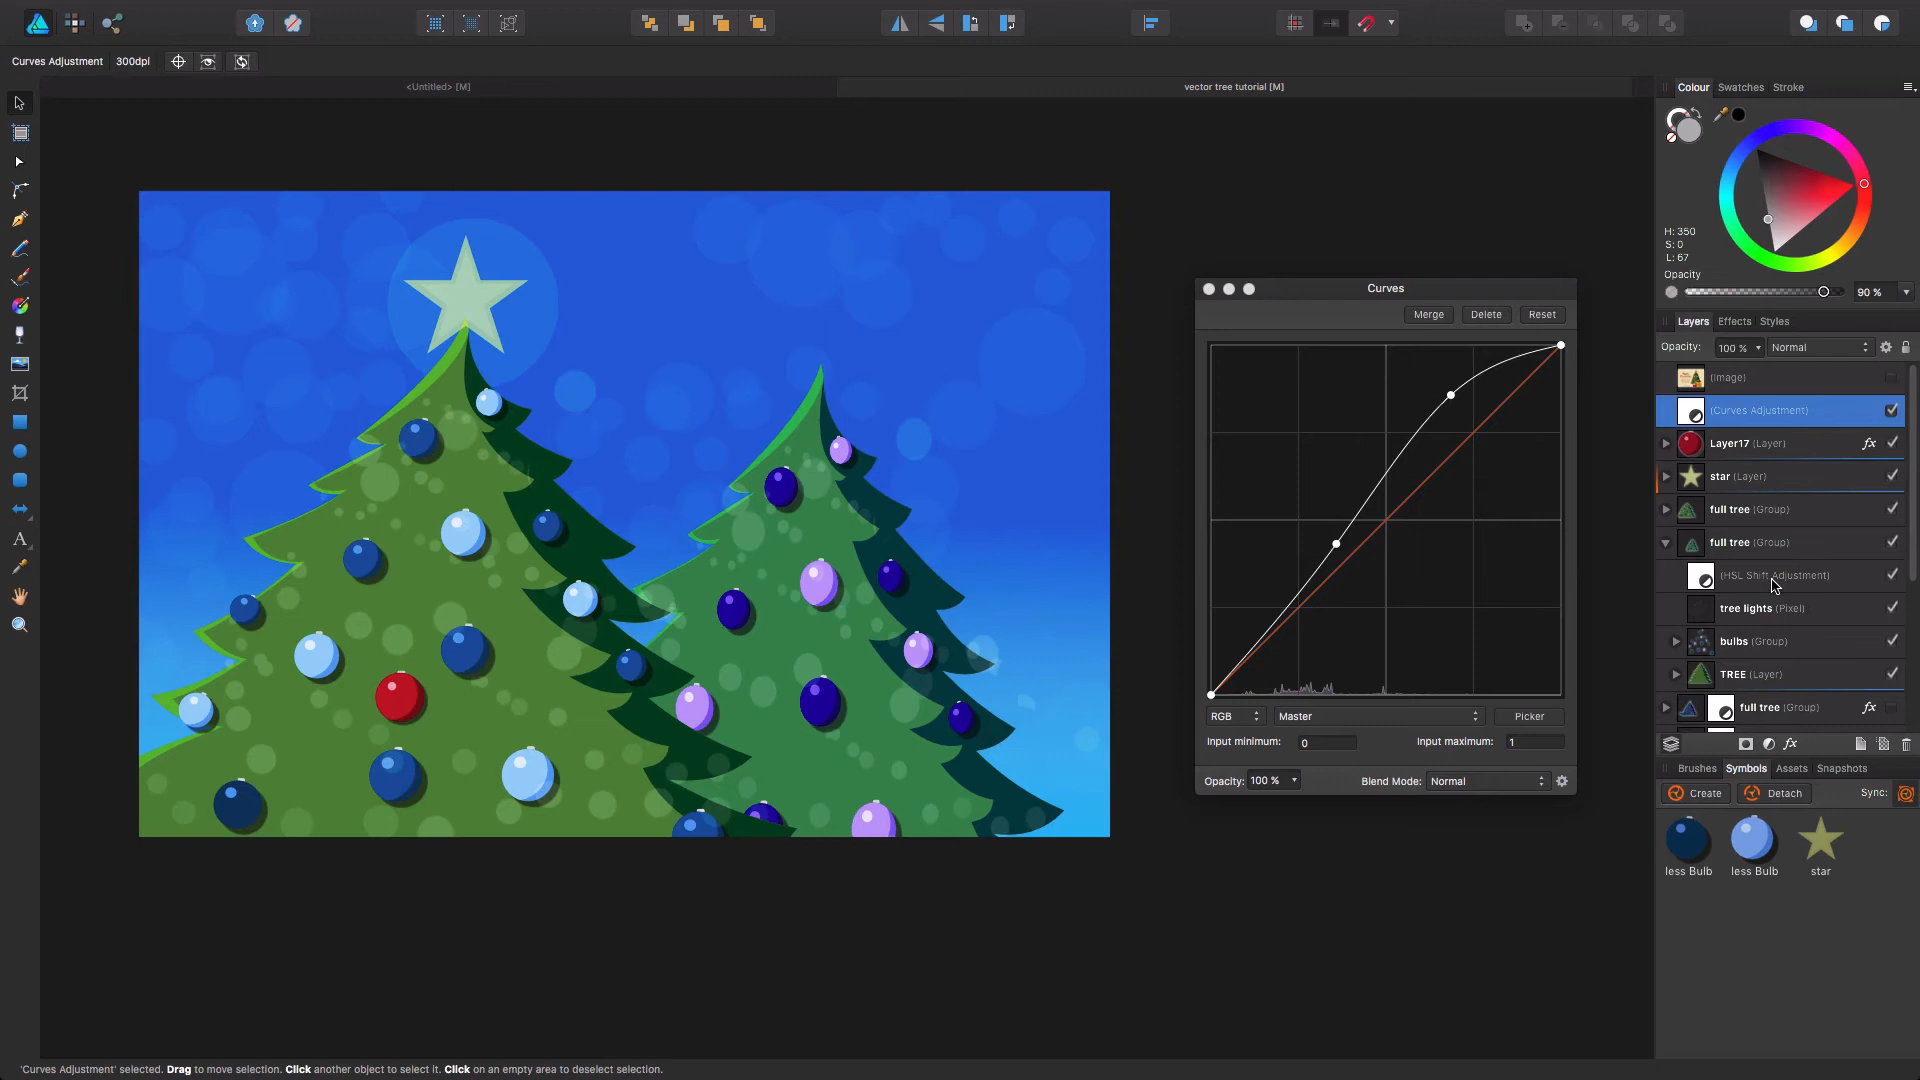 Curves Adjustment 300dpi
<Untitled> [M]
vector tree tutorial [M]
Colour Swatches Stroke
H: 350
S: 0
L: 67
Opacity
90 %
Layers Effects Styles
Opacity: 100 % Normal
(Image)
(Curves Adjustment)
Layer17 (Layer) fx
star (Layer)
full tree (Group)
full tree (Group)
(HSL Shift Adjustment)
tree lights (Pixel)
bulbs (Group)
TREE (Layer)
full tree (Group) fx
fx
Brushes Symbols Assets Snapshots
Create Detach Sync:
less Bulb less Bulb star
Curves
Merge Delete Reset
RGB Master Picker
Input minimum: 0 Input maximum: 1
Opacity: 100 % Blend Mode: Normal
A
'Curves Adjustment' selected. Drag to move selection. Click another object to select it. Click on an empty area to deselect selection.